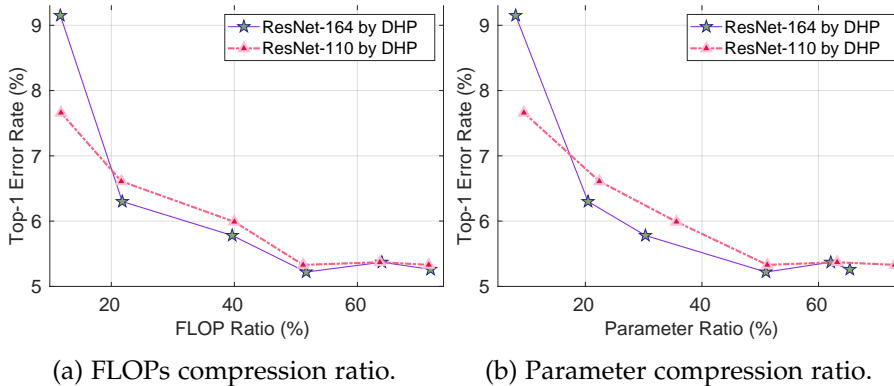 ResNet-164 by DHP
ResNet-110 by DHP
9
8
7
6
5
20
40
60
Top-1 Error Rate (%)
FLOP Ratio (%)
(a) FLOPs compression ratio.
ResNet-164 by DHP
ResNet-110 by DHP
9
8
7
6
5
20
40
60
Top-1 Error Rate (%)
Parameter Ratio (%)
(b) Parameter compression ratio.